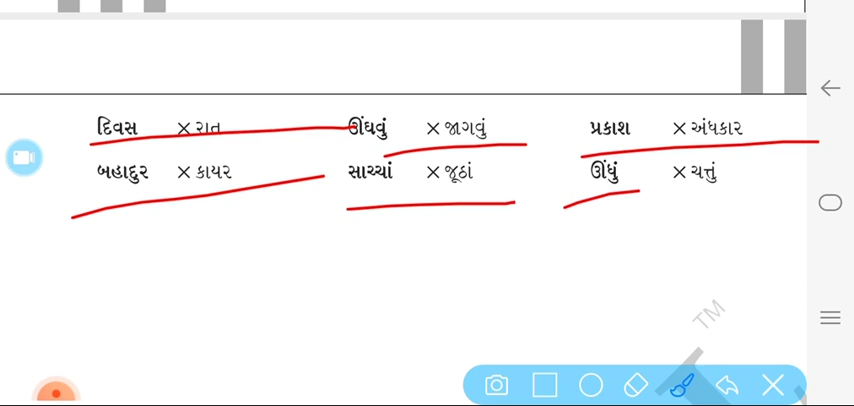 દિવસ × રાત ઊંઘવું × જાગવું પ્રકાશ × અંધકાર
બહાદુર × કાયર સાચ્ચાં × જૂઠાં ઊંધું × ચત્તું
TM